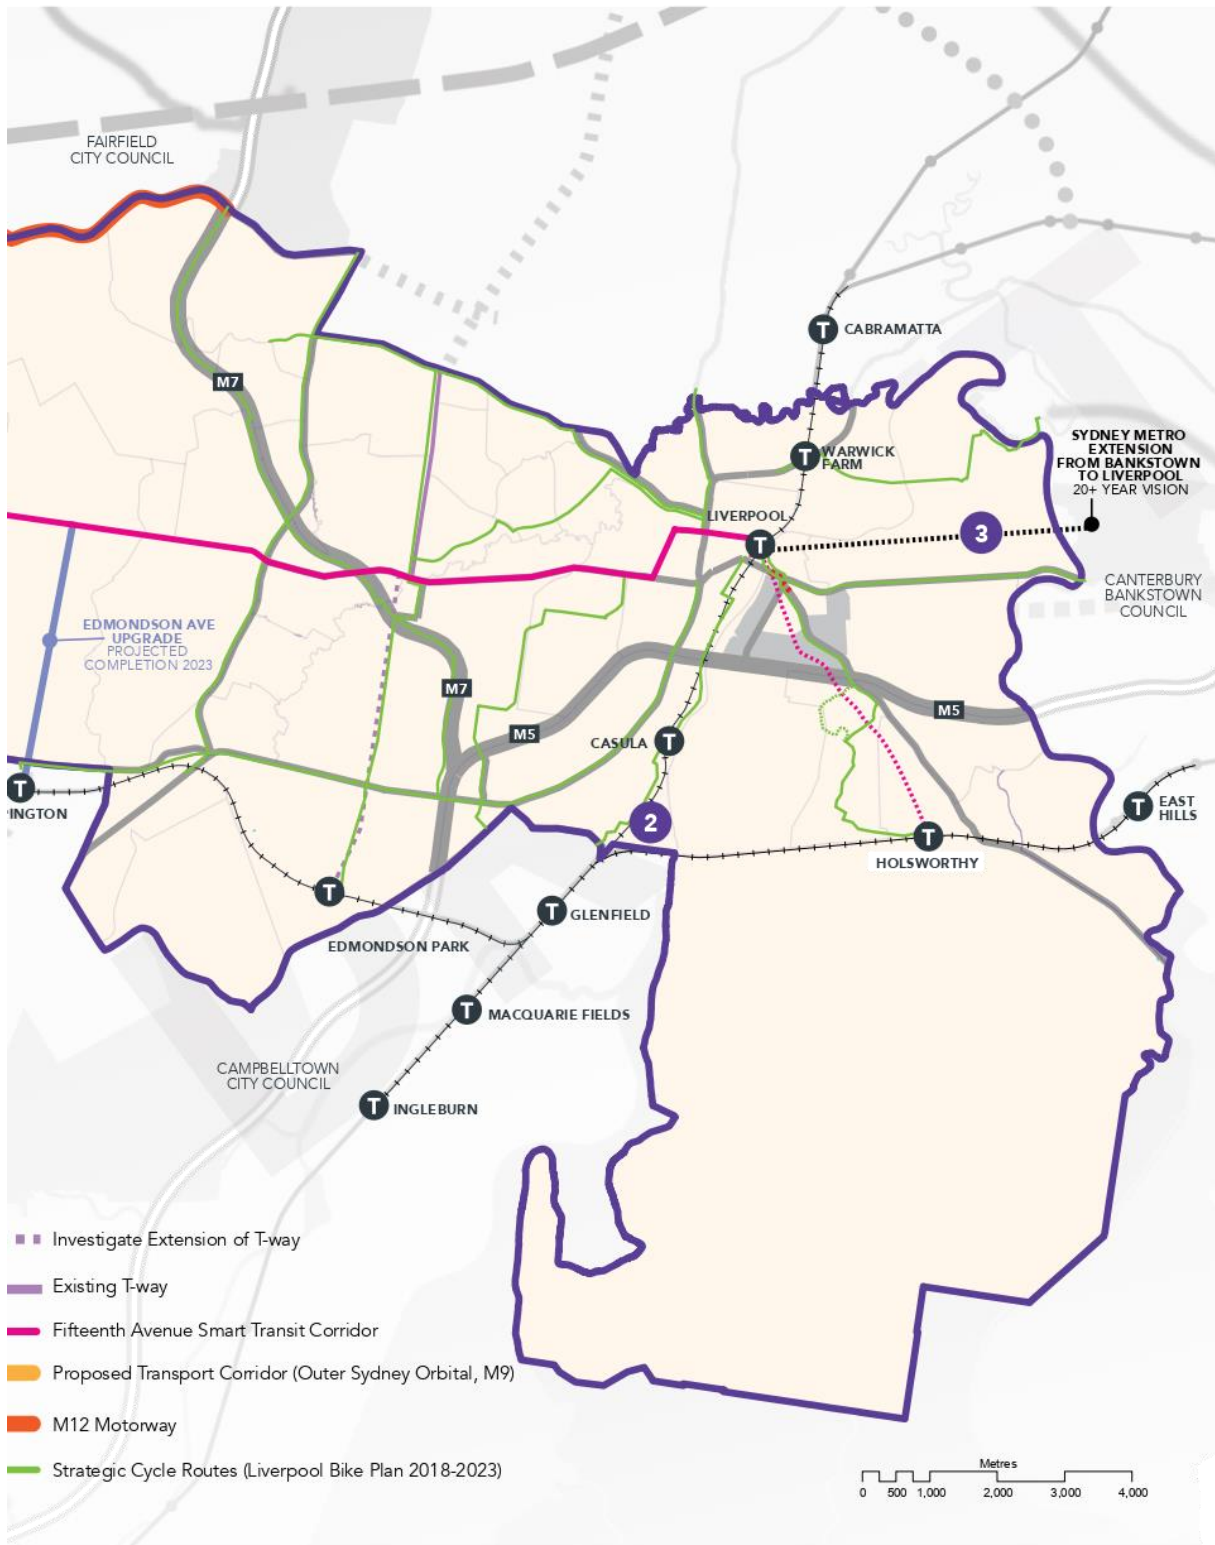 FAIRFIELD
CITY COUNCIL
T
CABRAMATTA
M7
T
WARWICK
FARM
SYDNEY METRO
EXTENSION
FROM BANKSTOWN
TO LIVERPOOL
20+ YEAR VISION
LIVERPOOL
T
3
CANTERBURY
BANKSTOWN
COUNCIL
EDMONDSON AVE
UPGRADE
PROJECTED
COMPLETION 2023
M7
M5
M5
CASULA
T
T
PINGTON
2
T
EAST
HILLS
T
HOLSWORTHY
T
T
GLENFIELD
EDMONDSON PARK
T
MACQUARIE FIELDS
CAMPBELLTOWN
CITY COUNCIL
T
INGLEBURN
Investigate Extension of T-way
Existing T-way
Fifteenth Avenue Smart Transit Corridor
Proposed Transport Corridor (Outer Sydney Orbital, M9)
M12 Motorway
Strategic Cycle Routes (Liverpool Bike Plan 2018-2023)
Metres
0 500 1,000 2,000 3,000 4,000